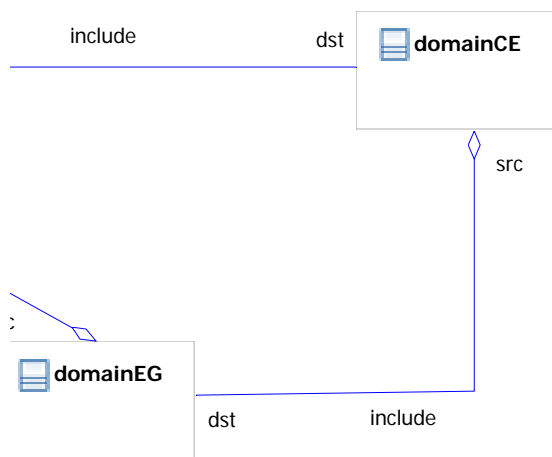 include
dst
domainCE
src
domainEG
dst
include